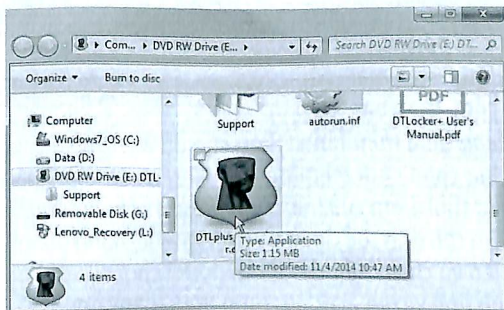 Com... ▸ DVD RW Drive (E... ▸
Search DVD RW Drive (E:) DT...
Organize ▾ Burn to disc
Computer
Windows7_OS (C:)
Data (D:)
DVD RW Drive (E:) DTL-
Support
Removable Disk (G:)
Lenovo_Recovery (L:)
Support
autorun.inf
PDF
DTLocker+ User's
Manual.pdf
DTLplus_
Type: Application
Size: 1.15 MB
Date modified: 11/4/2014 10:47 AM
4 items